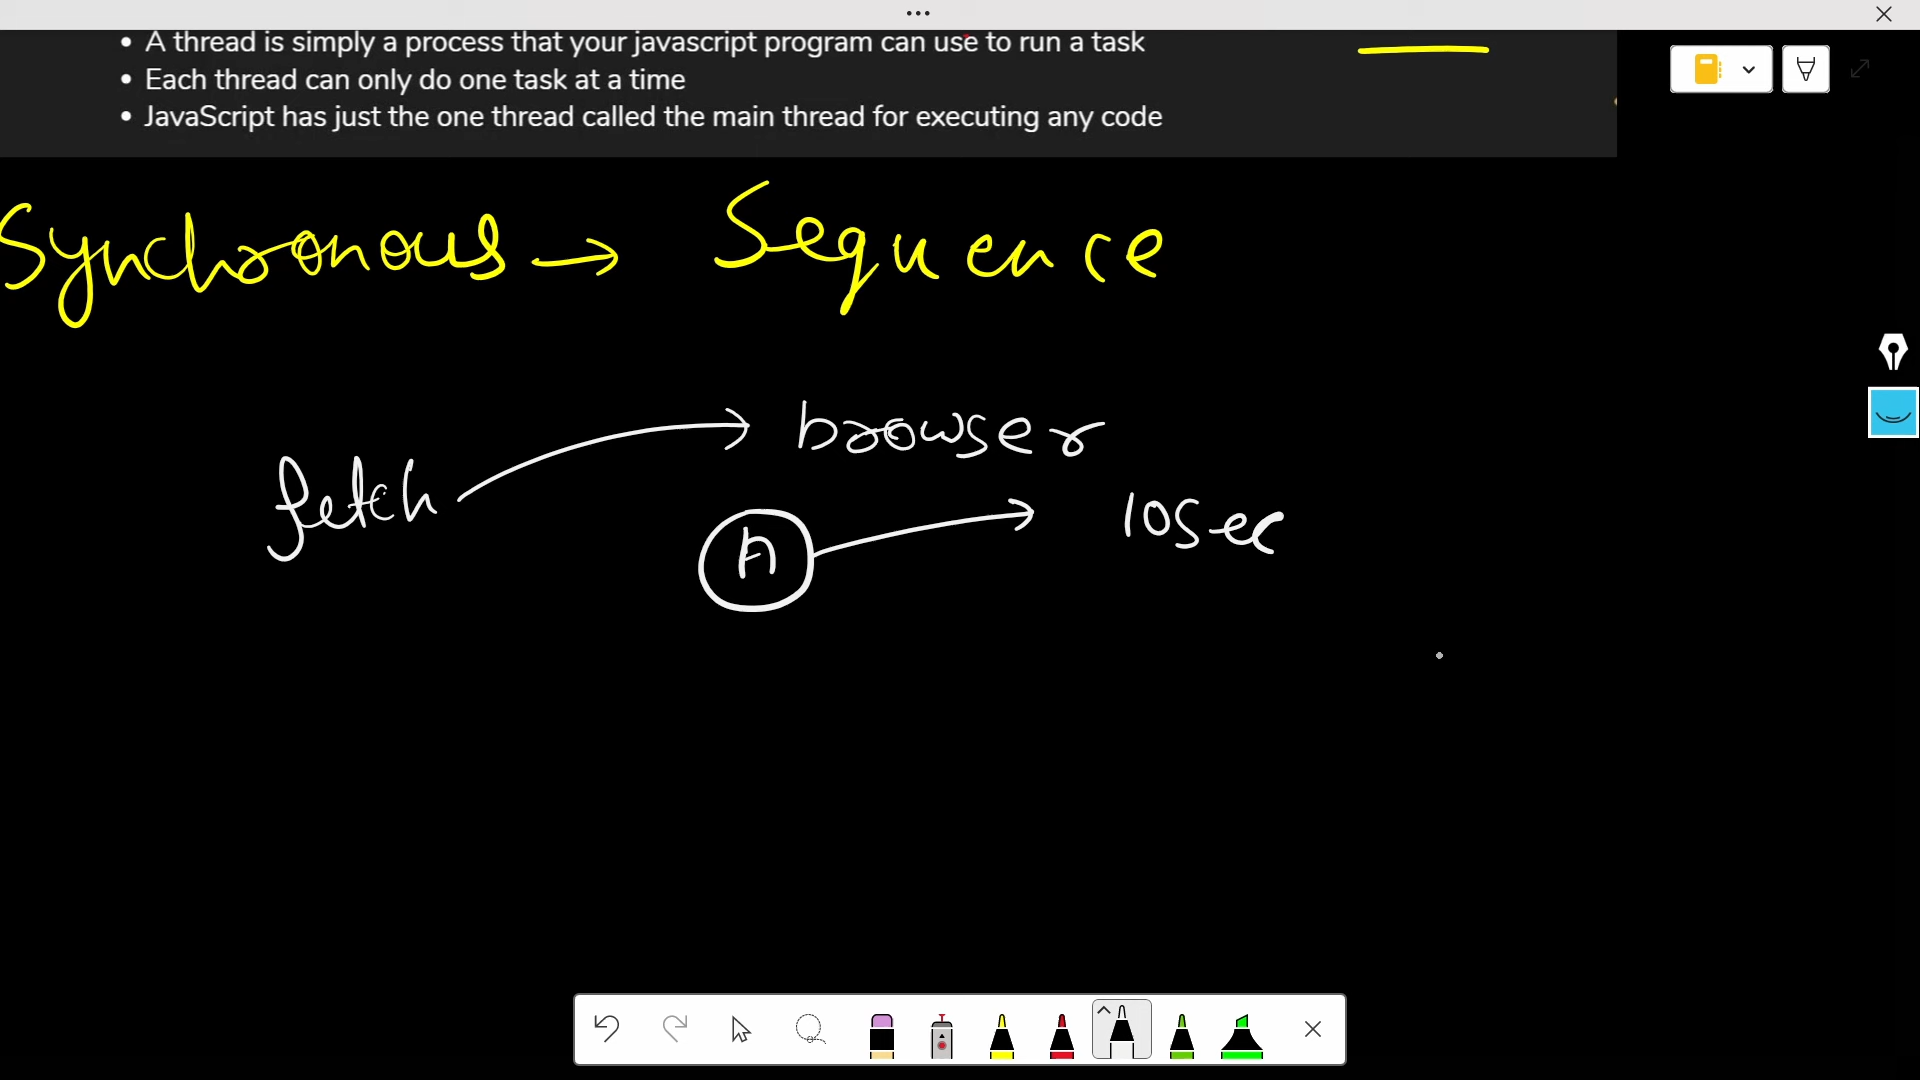 • A thread is simply a process that your javascript program can use to run a task
• Each thread can only do one task at a time
• JavaScript has just the one thread called the main thread for executing any code
Synchronous → Sequence
fetch → browser
A → 10sec